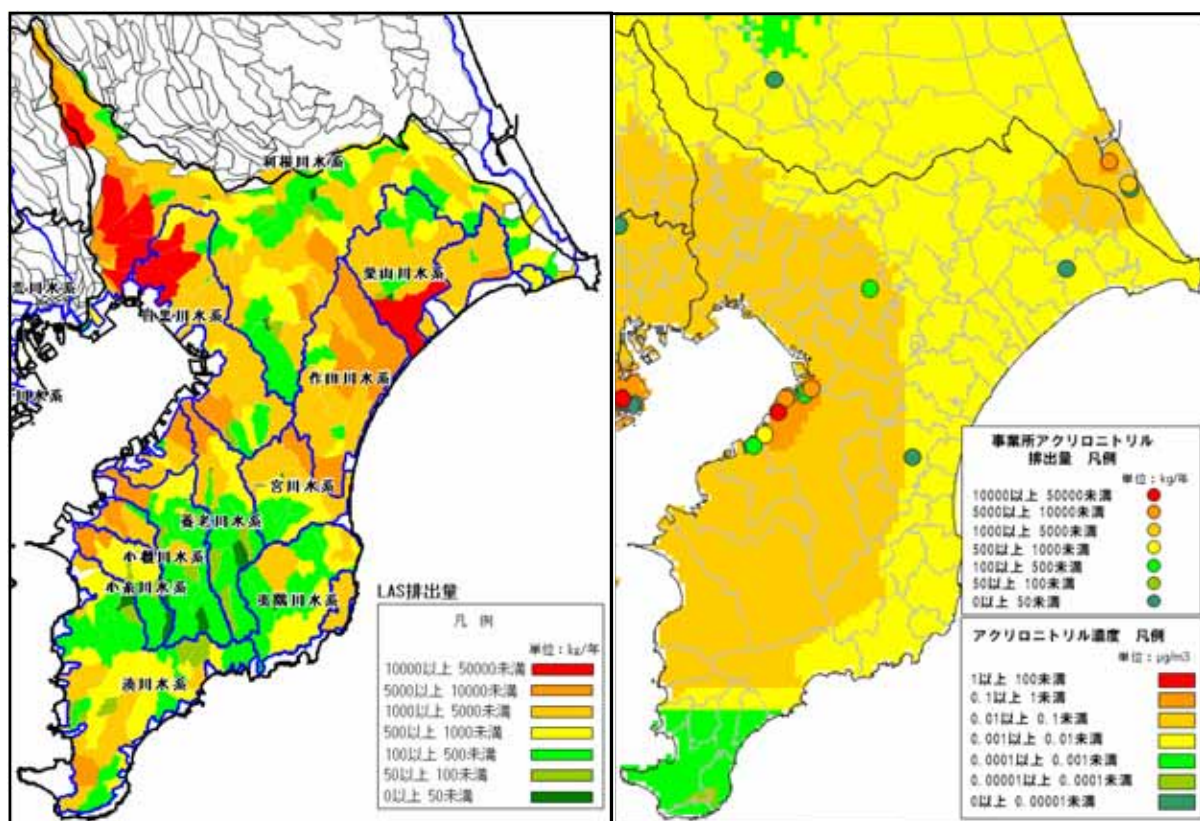 利根川水系
栗山川水系
荒川水系
川水系
作田川水系
宮川水系
養老川水系
小櫃川水系
小糸川水系
夷隅川水系
湊川水系
LAS排出量
凡 例
単位：kg/年
10000以上 50000未満
5000以上 10000未満
1000以上 5000未満
500以上 1000未満
100以上 500未満
50以上 100未満
0以上 50未満
事業所アクリロニトリル
排出量 凡例
単位：kg/年
10000以上 50000未満
5000以上 10000未満
1000以上 5000未満
500以上 1000未満
100以上 500未満
50以上 100未満
0以上 50未満
アクリロニトリル濃度 凡例
単位：μg/m3
1以上 100未満
0.1以上 1未満
0.01以上 0.1未満
0.001以上 0.01未満
0.0001以上 0.001未満
0.00001以上 0.0001未満
0以上 0.00001未満